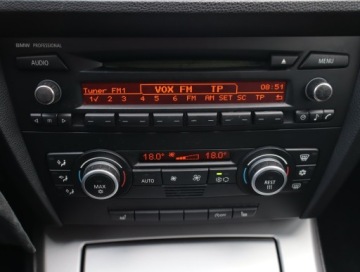 BMW PROFESSIONAL
AUDIO
MENU
Tuner FM1 VOX FM TP 08:51
1√ 2 3 4 5 6 FM AM SET SC TP
18.0° 18.0°
MAX
AUTO
REST